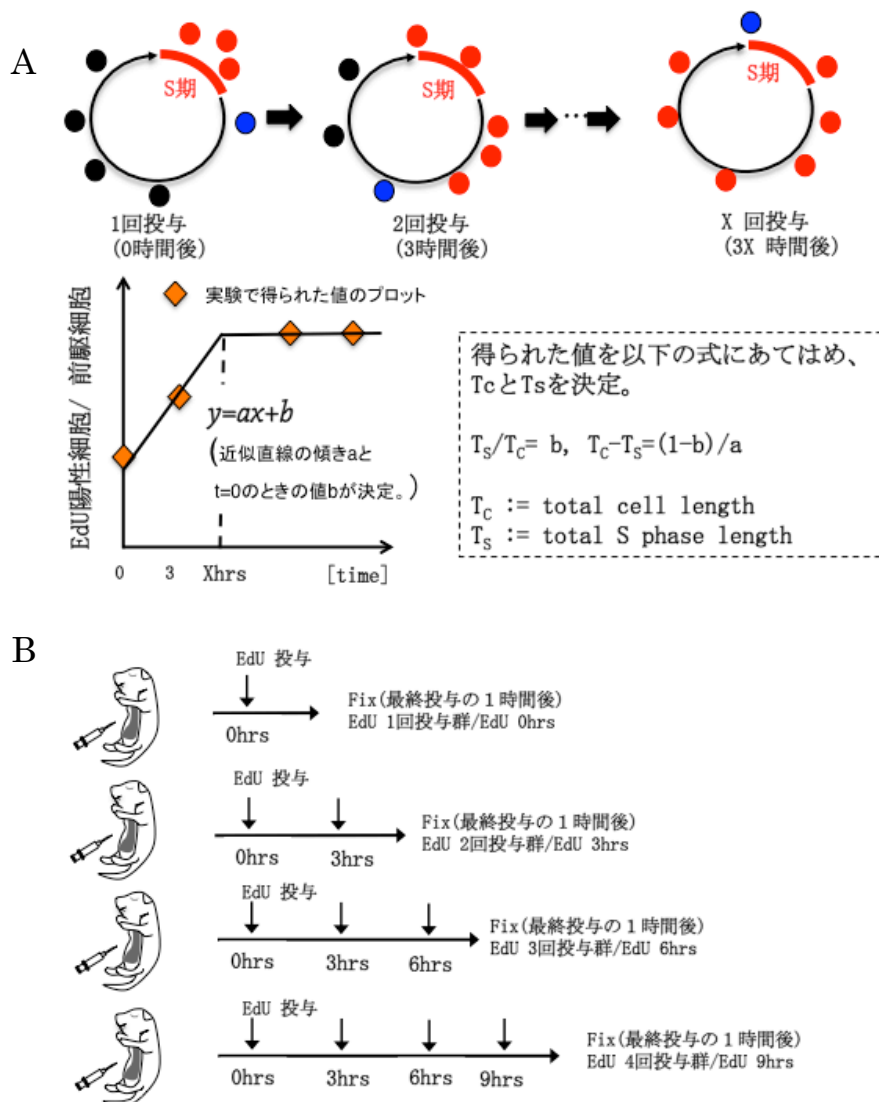 A
S期
S期
S期
1回投与
(0時間後)
2回投与
(3時間後)
X 回投与
(3X 時間後)
EdU陽性細胞/ 前駆細胞
実験で得られた値のプロット
y=ax+b
(近似直線の傾きaと
t=0のときの値bが決定。)
0 3 Xhrs [time]
得られた値を以下の式にあてはめ、
TcとTsを決定。
TS/TC= b, TC-TS=(1-b)/a
TC := total cell length
TS := total S phase length
B
EdU 投与
0hrs
Fix(最終投与の１時間後)
EdU 1回投与群/EdU 0hrs
EdU 投与
0hrs 3hrs
Fix(最終投与の１時間後)
EdU 2回投与群/EdU 3hrs
EdU 投与
0hrs 3hrs 6hrs
Fix(最終投与の１時間後)
EdU 3回投与群/EdU 6hrs
EdU 投与
0hrs 3hrs 6hrs 9hrs
Fix(最終投与の１時間後)
EdU 4回投与群/EdU 9hrs